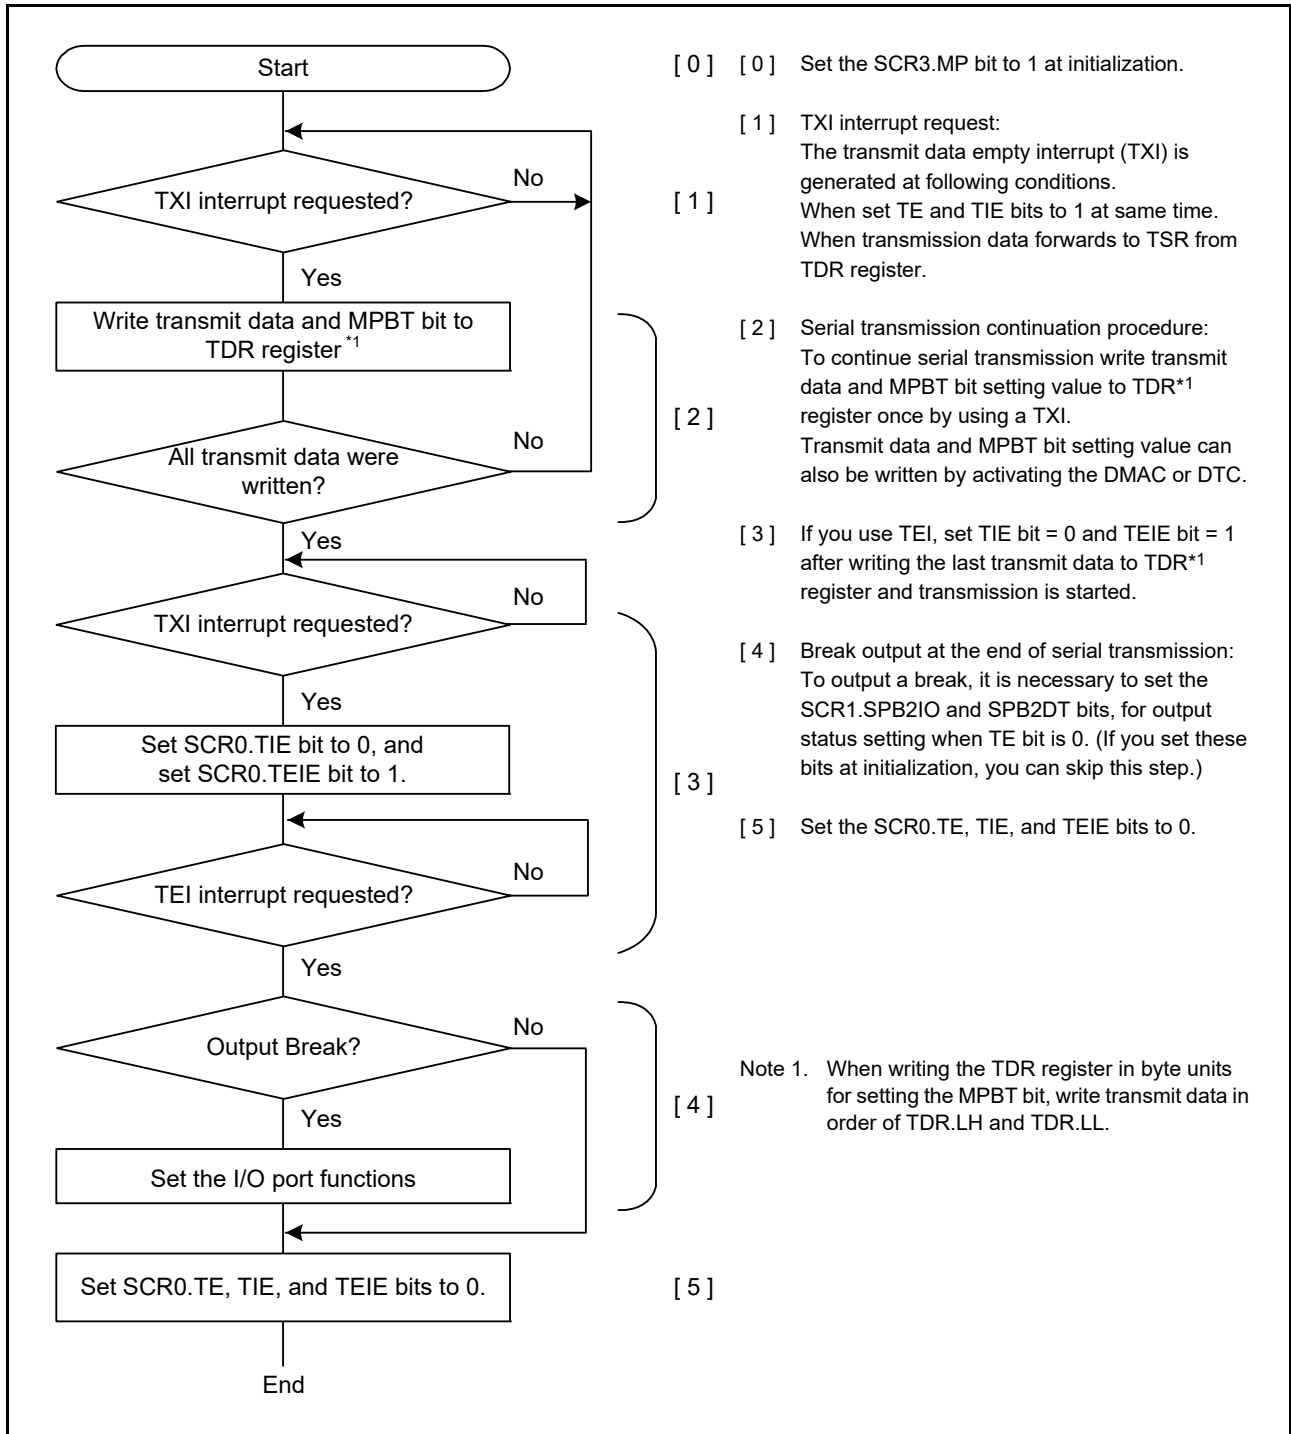 Start
[ 0 ]
TXI interrupt requested?
No
[ 1 ]
Yes
Write transmit data and MPBT bit to
TDR register *1
[ 2 ]
All transmit data were
written?
No
Yes
TXI interrupt requested?
No
Yes
Set SCR0.TIE bit to 0, and
set SCR0.TEIE bit to 1.
[ 3 ]
TEI interrupt requested?
No
Yes
Output Break?
No
[ 4 ]
Yes
Set the I/O port functions
Set SCR0.TE, TIE, and TEIE bits to 0.
[ 5 ]
End
[ 0 ] Set the SCR3.MP bit to 1 at initialization.
[ 1 ] TXI interrupt request:
The transmit data empty interrupt (TXI) is
generated at following conditions.
When set TE and TIE bits to 1 at same time.
When transmission data forwards to TSR from
TDR register.
[ 2 ] Serial transmission continuation procedure:
To continue serial transmission write transmit
data and MPBT bit setting value to TDR*1
register once by using a TXI.
Transmit data and MPBT bit setting value can
also be written by activating the DMAC or DTC.
[ 3 ] If you use TEI, set TIE bit = 0 and TEIE bit = 1
after writing the last transmit data to TDR*1
register and transmission is started.
[ 4 ] Break output at the end of serial transmission:
To output a break, it is necessary to set the
SCR1.SPB2IO and SPB2DT bits, for output
status setting when TE bit is 0. (If you set these
bits at initialization, you can skip this step.)
[ 5 ] Set the SCR0.TE, TIE, and TEIE bits to 0.
Note 1. When writing the TDR register in byte units
for setting the MPBT bit, write transmit data in
order of TDR.LH and TDR.LL.